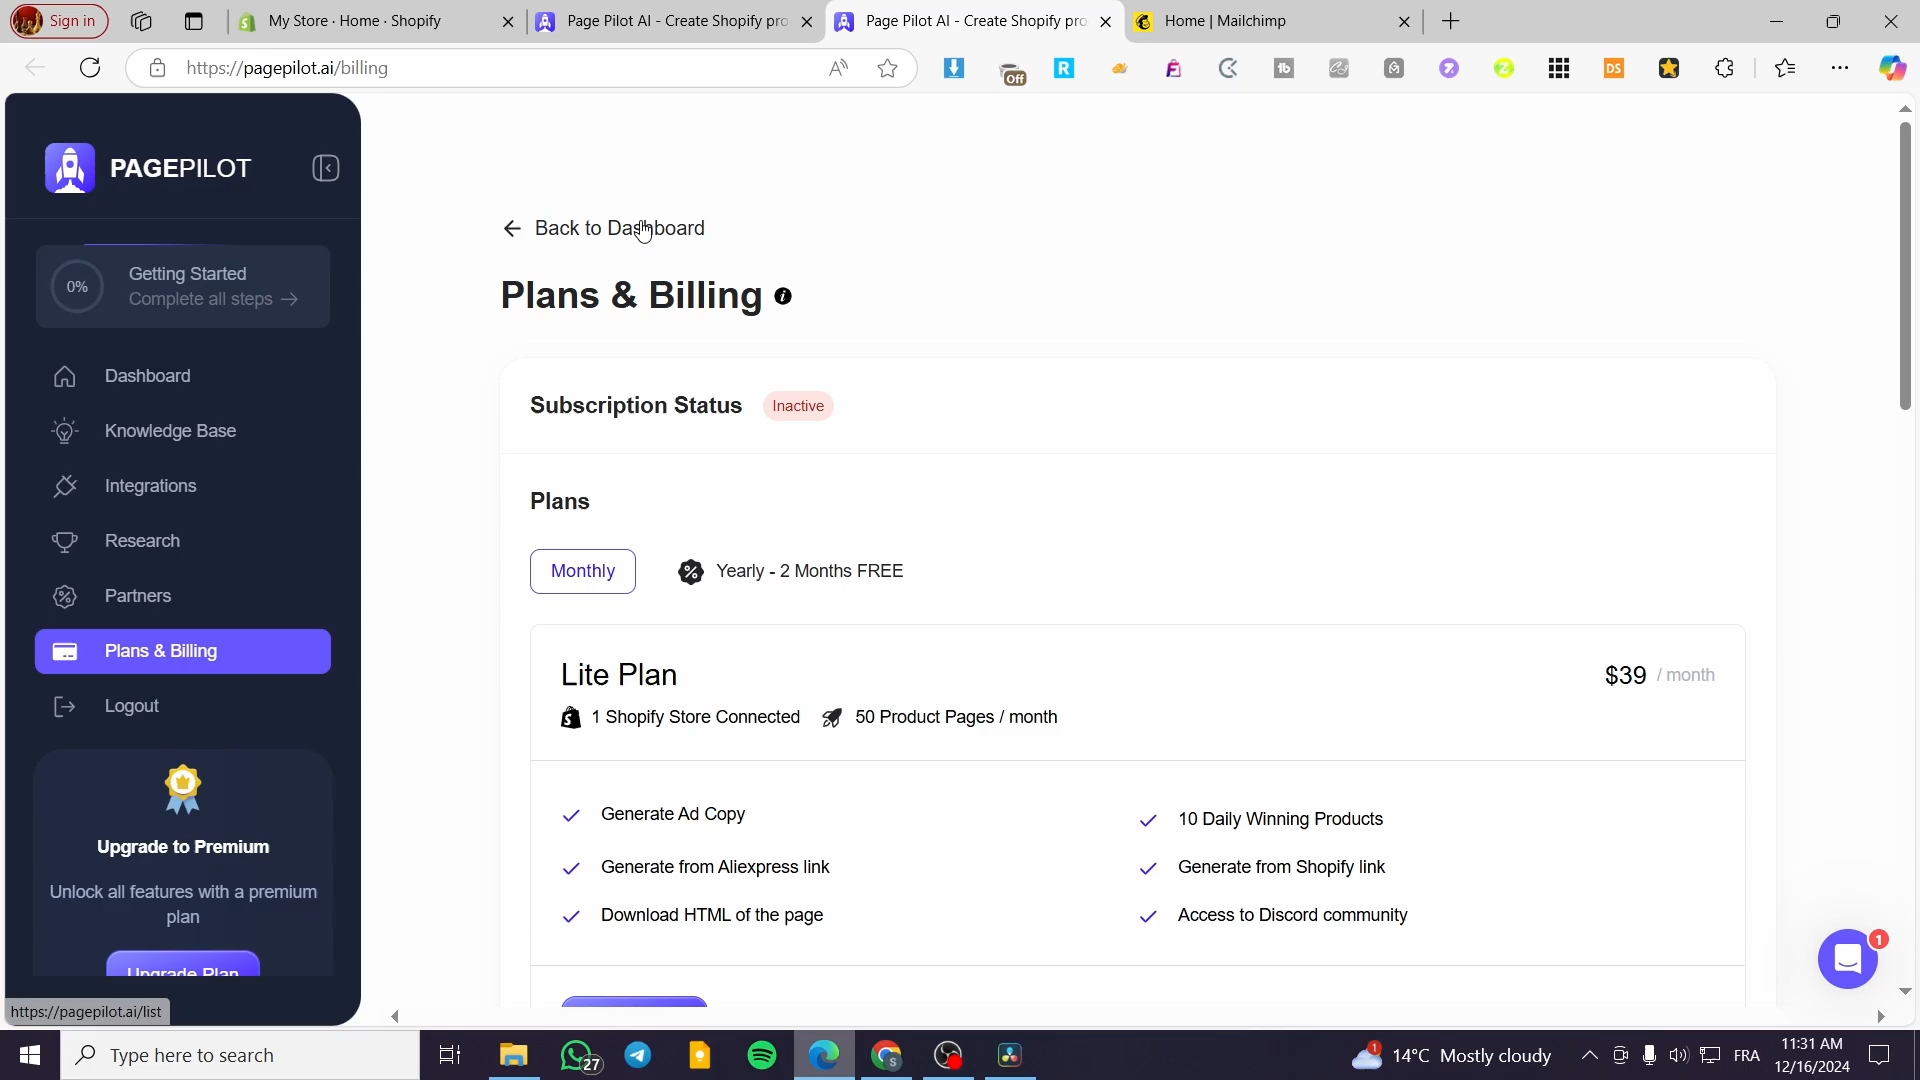 Sign in
My Store · Home · Shopify
Page Pilot AI - Create Shopify pro
Page Pilot AI - Create Shopify pro
Home | Mailchimp
https://pagepilot.ai/billing
Off
PAGEPILOT
0%
Getting Started
Complete all steps
Dashboard
Knowledge Base
Integrations
Research
Partners
Plans & Billing
Logout
Upgrade to Premium
Unlock all features with a premium
plan
Upgrade Plan
https://pagepilot.ai/list
Back to Dashboard
Plans & Billing
Subscription Status
Inactive
Plans
Monthly
Yearly - 2 Months FREE
Lite Plan
$39 / month
1 Shopify Store Connected
50 Product Pages / month
Generate Ad Copy
10 Daily Winning Products
Generate from Aliexpress link
Generate from Shopify link
Download HTML of the page
Access to Discord community
1
Type here to search
27
1
14°C Mostly cloudy
FRA
11:31 AM
12/16/2024